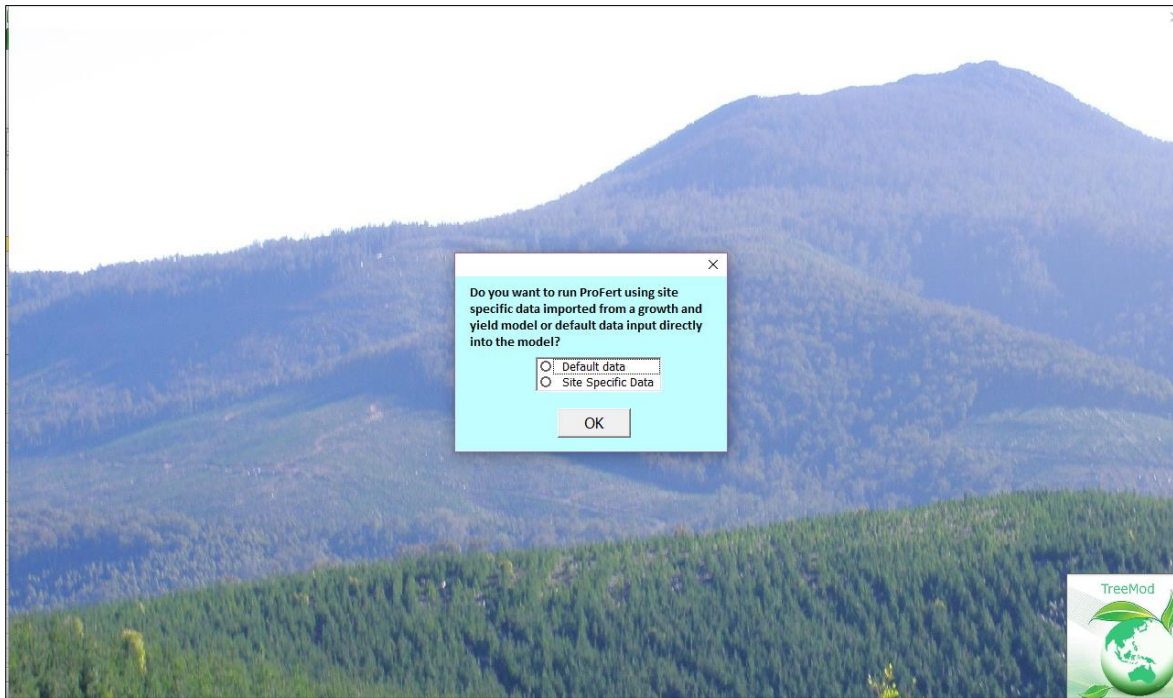 Do you want to run ProFert using site
specific data imported from a growth and
yield model or default data input directly
into the model?
Default data
Site Specific Data
OK
TreeMod